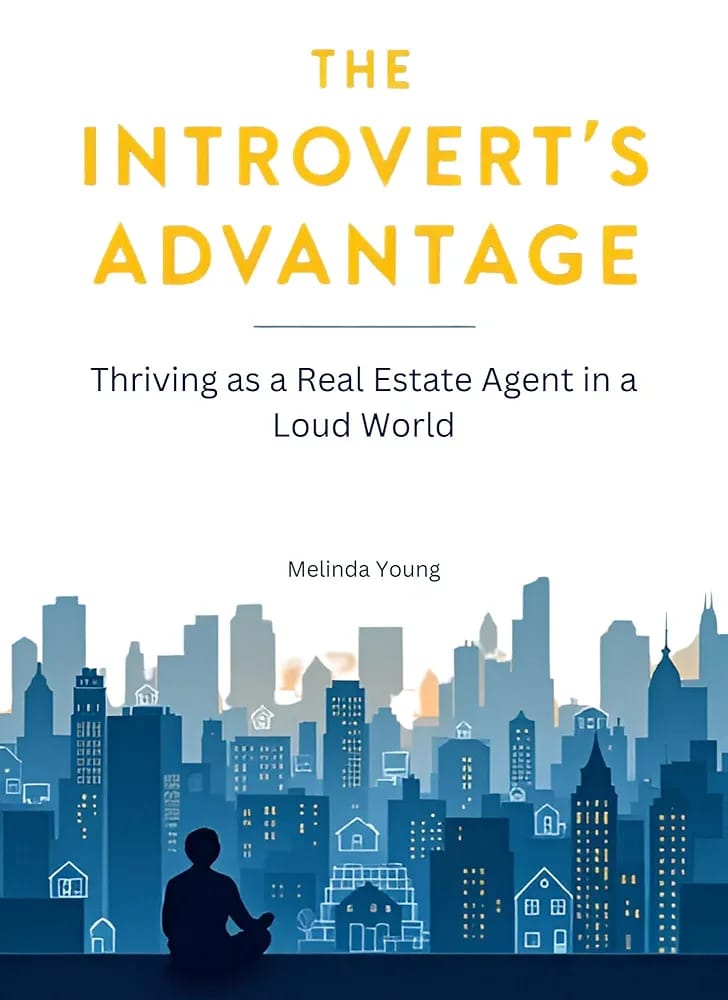 THE
INTROVERT’S
ADVANTAGE
Thriving as a Real Estate Agent in a
Loud World
Melinda Young